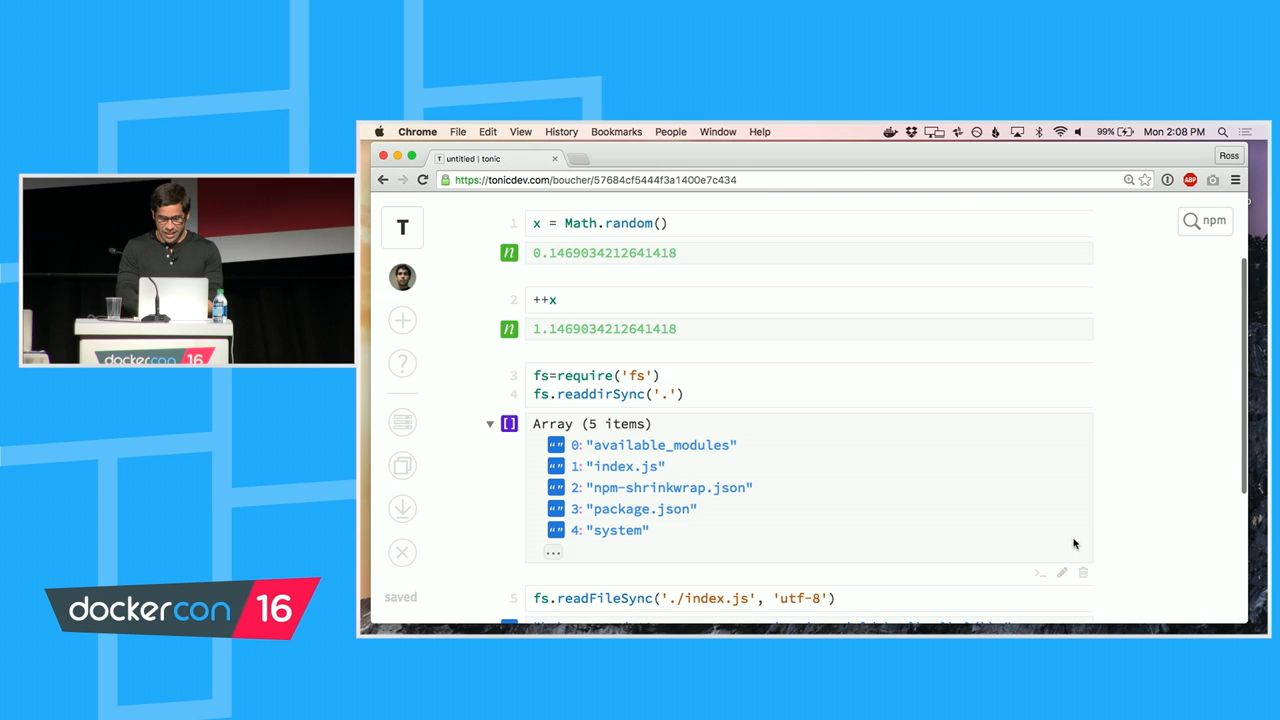 Chrome File Edit View History Bookmarks People Window Help 99% Mon 2:08 PM
T untitled | tonic × Ross
https://tonicdev.com/boucher/57684cf5444f3a1400e7c434 ABP
T npm
1 x = Math.random()
n 0.1469034212641418
2 ++x
n 1.1469034212641418
3 fs=require('fs')
4 fs.readdirSync('.')
[] Array (5 items)
"" 0: "available_modules"
"" 1: "index.js"
"" 2: "npm-shrinkwrap.json"
"" 3: "package.json"
"" 4: "system"
...
saved
5 fs.readFileSync('./index.js', 'utf-8')
dockercon 16
dockercon 16